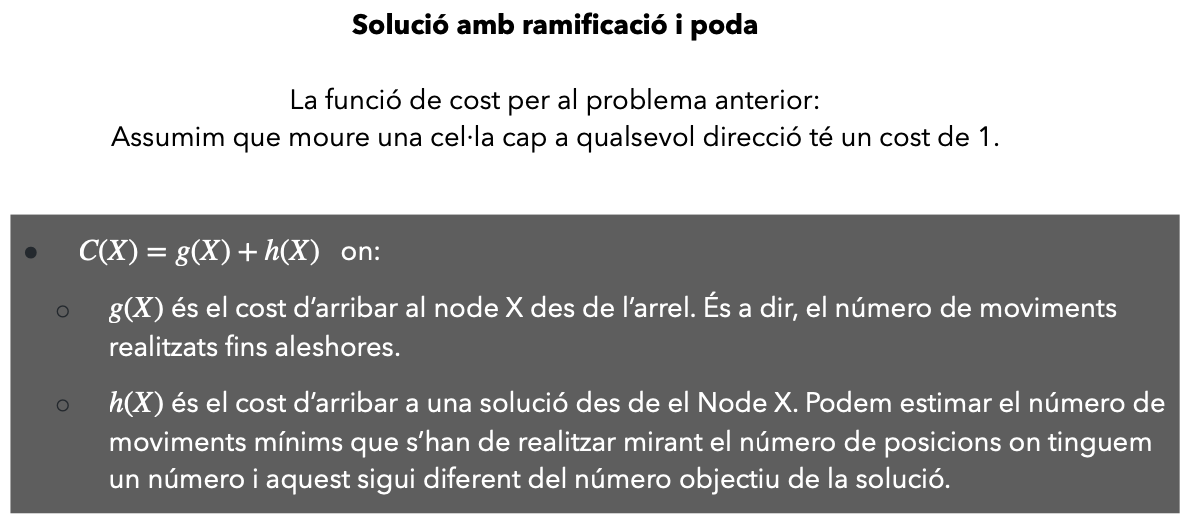 Solució amb ramificació i poda
La funció de cost per al problema anterior:
Assumim que moure una cel·la cap a qualsevol direcció té un cost de 1.
• C(X) = g(X) + h(X) on:
○ g(X) és el cost d’arribar al node X des de l’arrel. És a dir, el número de moviments
realitzats fins aleshores.
○ h(X) és el cost d’arribar a una solució des de el Node X. Podem estimar el número de
moviments mínims que s’han de realitzar mirant el número de posicions on tinguem
un número i aquest sigui diferent del número objectiu de la solució.